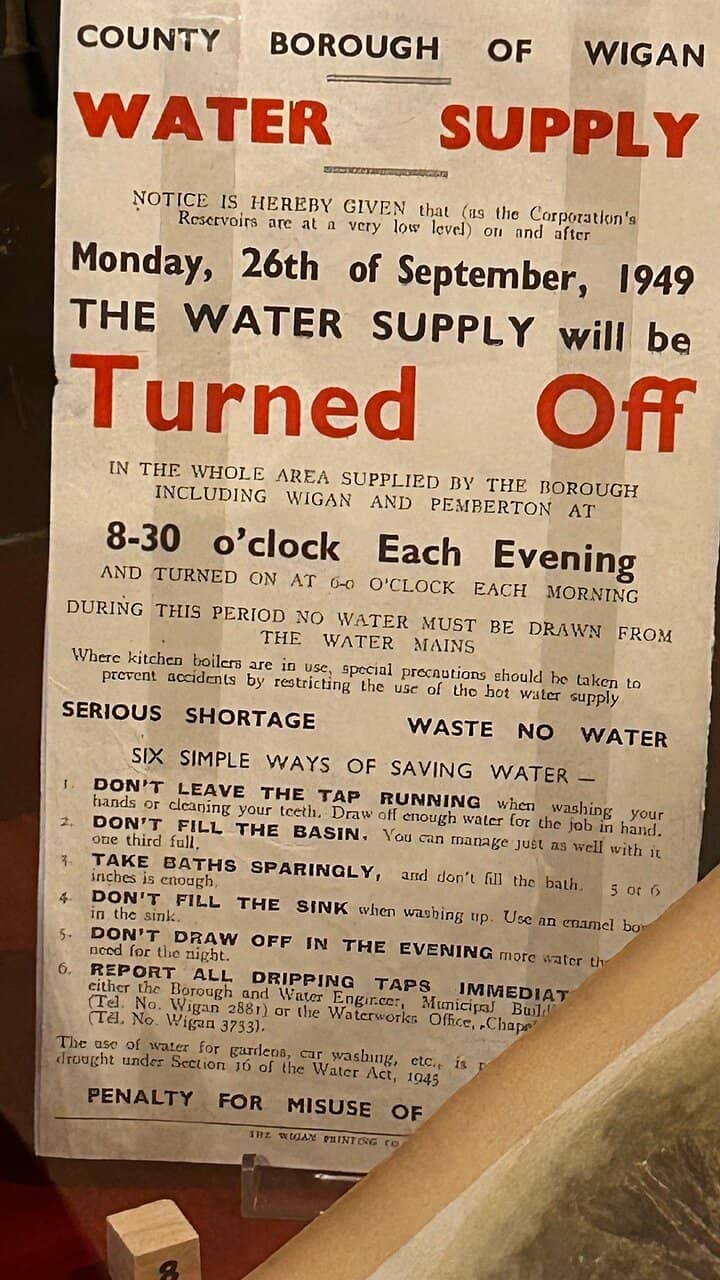 COUNTY BOROUGH OF WIGAN
WATER SUPPLY
NOTICE IS HEREBY GIVEN that (as the Corporation's
Reservoirs are at a very low level) on and after
Monday, 26th of September, 1949
THE WATER SUPPLY will be
Turned Off
IN THE WHOLE AREA SUPPLIED BY THE BOROUGH
INCLUDING WIGAN AND PEMBERTON AT
8-30 o'clock Each Evening
AND TURNED ON AT 6-0 O'CLOCK EACH MORNING
DURING THIS PERIOD NO WATER MUST BE DRAWN FROM
THE WATER MAINS
Where kitchen boilers are in use, special precautions should be taken to
prevent accidents by restricting the use of the hot water supply
SERIOUS SHORTAGE WASTE NO WATER
SIX SIMPLE WAYS OF SAVING WATER —
1. DON'T LEAVE THE TAP RUNNING when washing your
hands or cleaning your teeth. Draw off enough water for the job in hand.
2. DON'T FILL THE BASIN. You can manage just as well with it
one third full.
3. TAKE BATHS SPARINGLY, and don't fill the bath. 5 or 6
inches is enough.
4. DON'T FILL THE SINK when washing up. Use an enamel bo
in the sink.
5. DON'T DRAW OFF IN THE EVENING more water th
need for the night.
6. REPORT ALL DRIPPING TAPS IMMEDIAT
either the Borough and Water Engineer, Municipal Build
(Tel. No. Wigan 2881) or the Waterworks Office, Chape
(Tel. No. Wigan 3733).
The use of water for gardens, car washing, etc., is
drought under Section 16 of the Water Act, 1945
PENALTY FOR MISUSE OF
THE WIGAN PRINTING CO
8